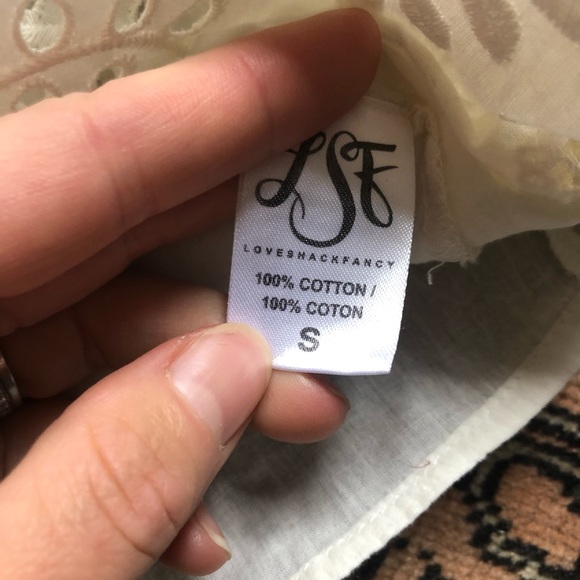 LSF
LOVESHACKFANCY
100% COTTON /
100% COTON
S